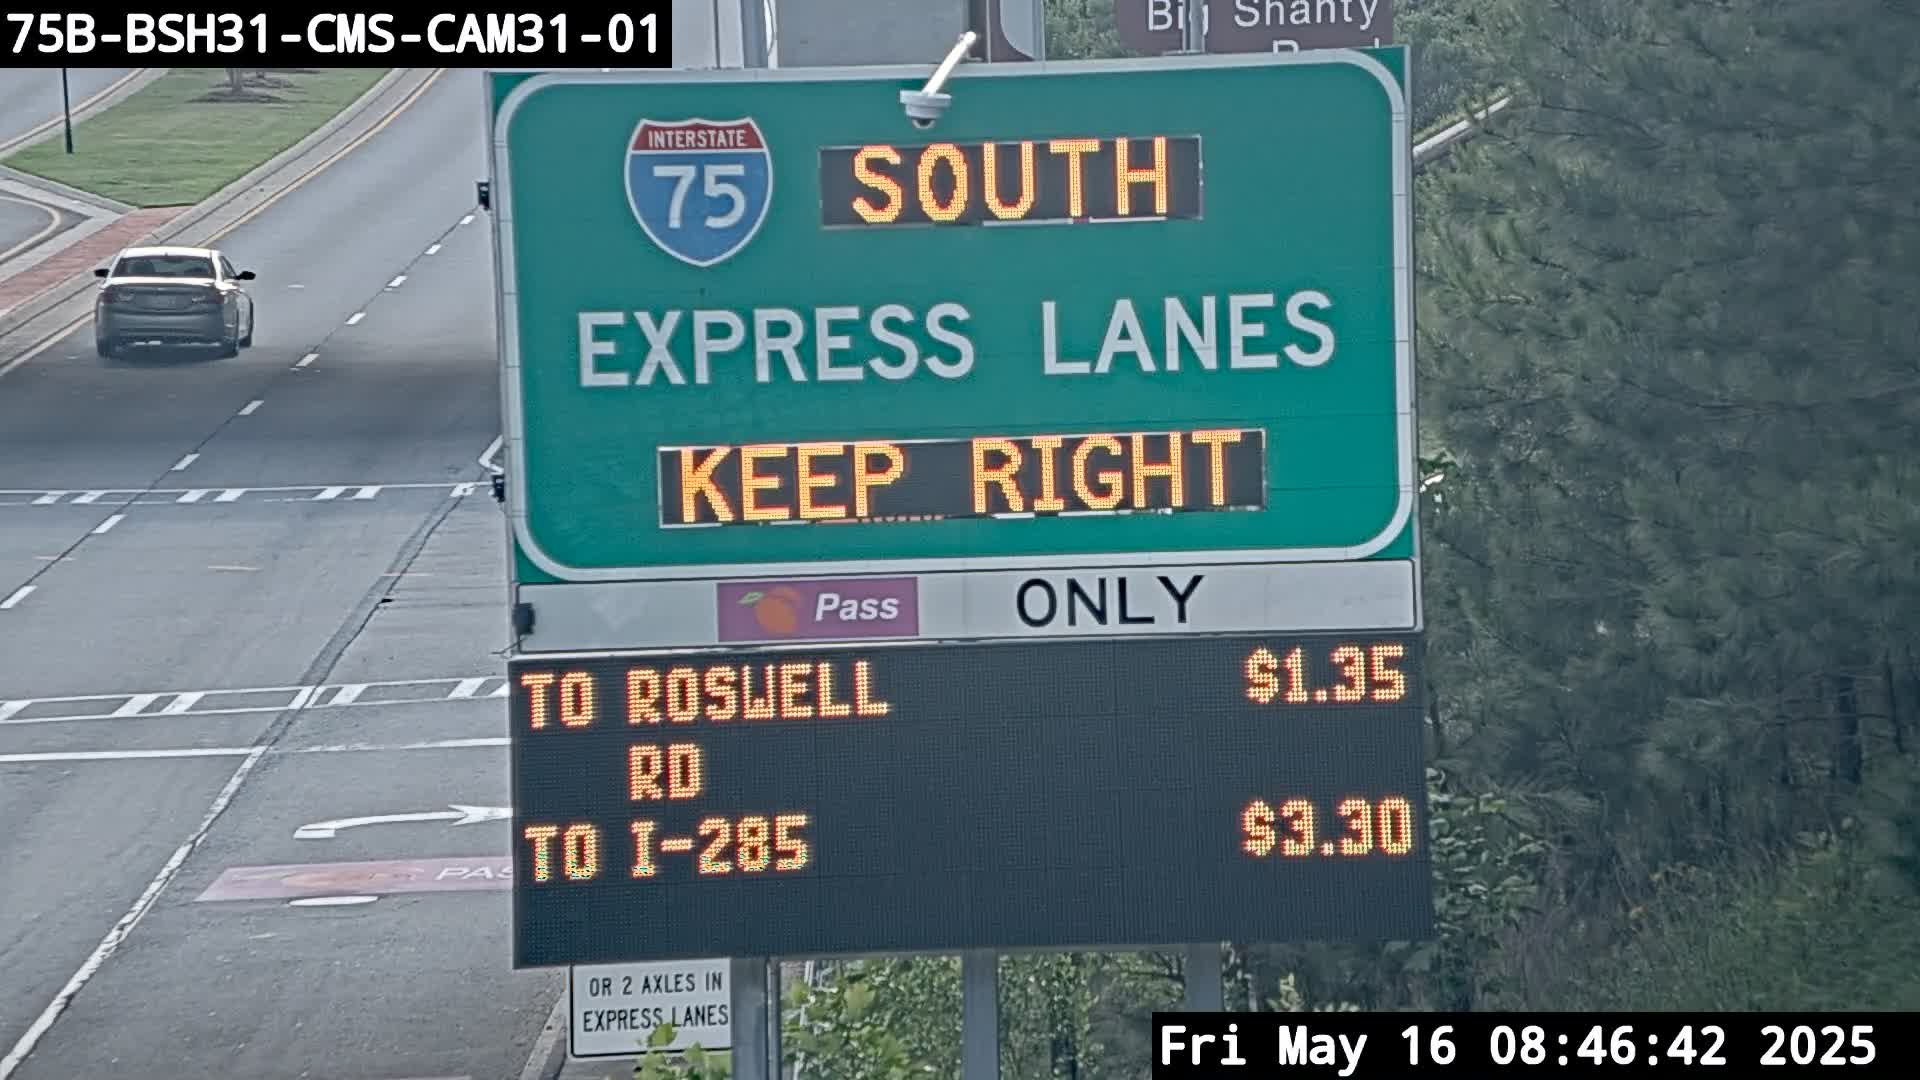 75B-BSH31-CMS-CAM31-01
Big Shanty
INTERSTATE
75
SOUTH
EXPRESS LANES
KEEP RIGHT
Pass ONLY
TO ROSWELL $1.35
RD
TO I-285 $3.30
OR 2 AXLES IN
EXPRESS LANES
Fri May 16 08:46:42 2025